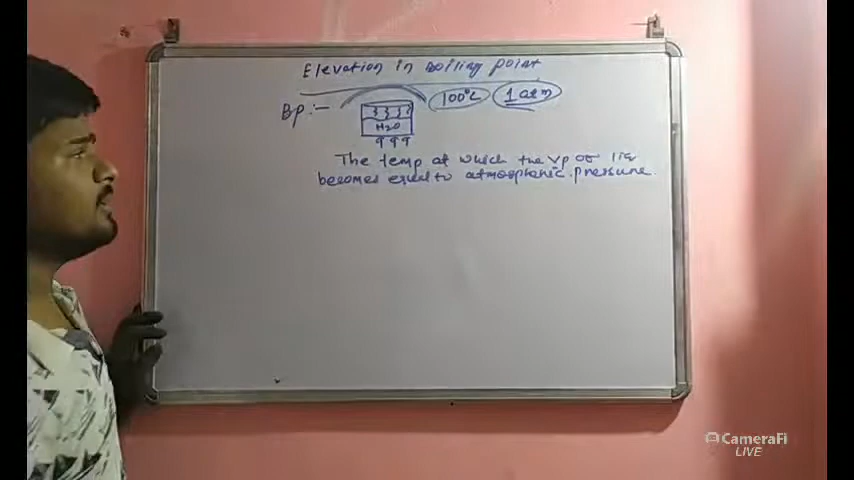 Elevation in Boiling point
BP:- 100°C 1 atm
H₂O
The temp at which the vp of liq
becomes equal to atmospheric pressure.
CameraFi
LIVE